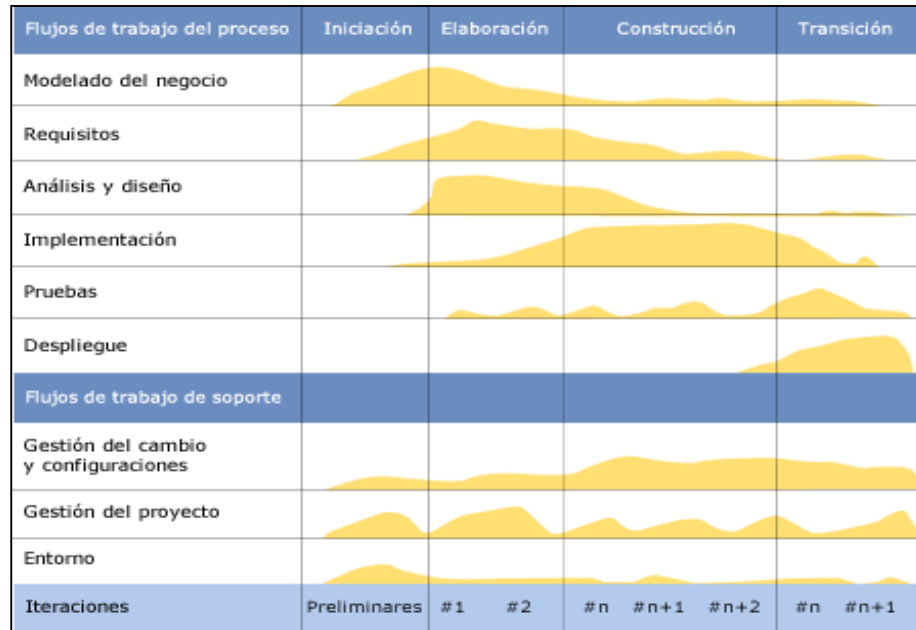 Flujos de trabajo del proceso Iniciación Elaboración Construcción Transición
Modelado del negocio
Requisitos
Análisis y diseño
Implementación
Pruebas
Despliegue
Flujos de trabajo de soporte
Gestión del cambio
y configuraciones
Gestión del proyecto
Entorno
Iteraciones Preliminares #1 #2 #n #n+1 #n+2 #n #n+1